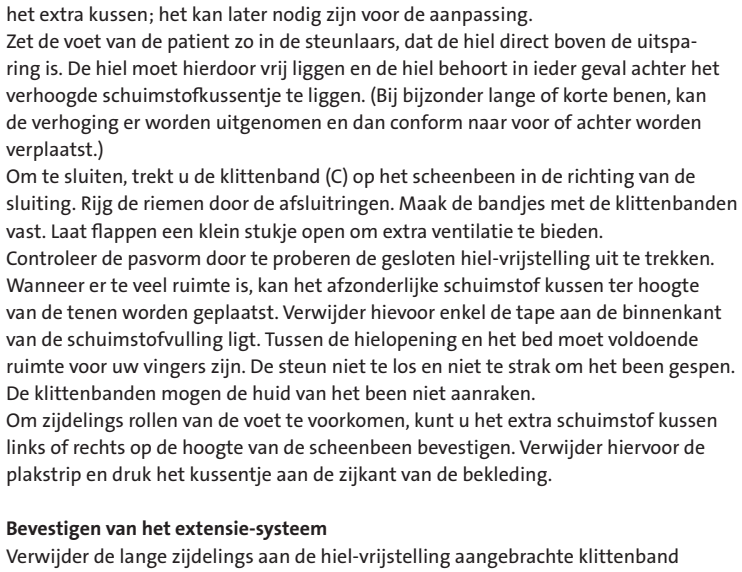 het extra kussen; het kan later nodig zijn voor de aanpassing.
Zet de voet van de patient zo in de steunlaars, dat de hiel direct boven de uitspa-
ring is. De hiel moet hierdoor vrij liggen en de hiel behoort in ieder geval achter het
verhoogde schuimstofkussentje te liggen. (Bij bijzonder lange of korte benen, kan
de verhoging er worden uitgenomen en dan conform naar voor of achter worden
verplaatst.)
Om te sluiten, trekt u de klittenband (C) op het scheenbeen in de richting van de
sluiting. Rijg de riemen door de afsluitringen. Maak de bandjes met de klittenbanden
vast. Laat flappen een klein stukje open om extra ventilatie te bieden.
Controleer de pasvorm door te proberen de gesloten hiel-vrijstelling uit te trekken.
Wanneer er te veel ruimte is, kan het afzonderlijke schuimstof kussen ter hoogte
van de tenen worden geplaatst. Verwijder hievoor enkel de tape aan de binnenkant
van de schuimstofvulling ligt. Tussen de hielopening en het bed moet voldoende
ruimte voor uw vingers zijn. De steun niet te los en niet te strak om het been gespen.
De klittenbanden mogen de huid van het been niet aanraken.
Om zijdelings rollen van de voet te voorkomen, kunt u het extra schuimstof kussen
links of rechts op de hoogte van de scheenbeen bevestigen. Verwijder hiervoor de
plakstrip en druk het kussentje aan de zijkant van de bekleding.
Bevestigen van het extensie-systeem
Verwijder de lange zijdelings aan de hiel-vrijstelling aangebrachte klittenband